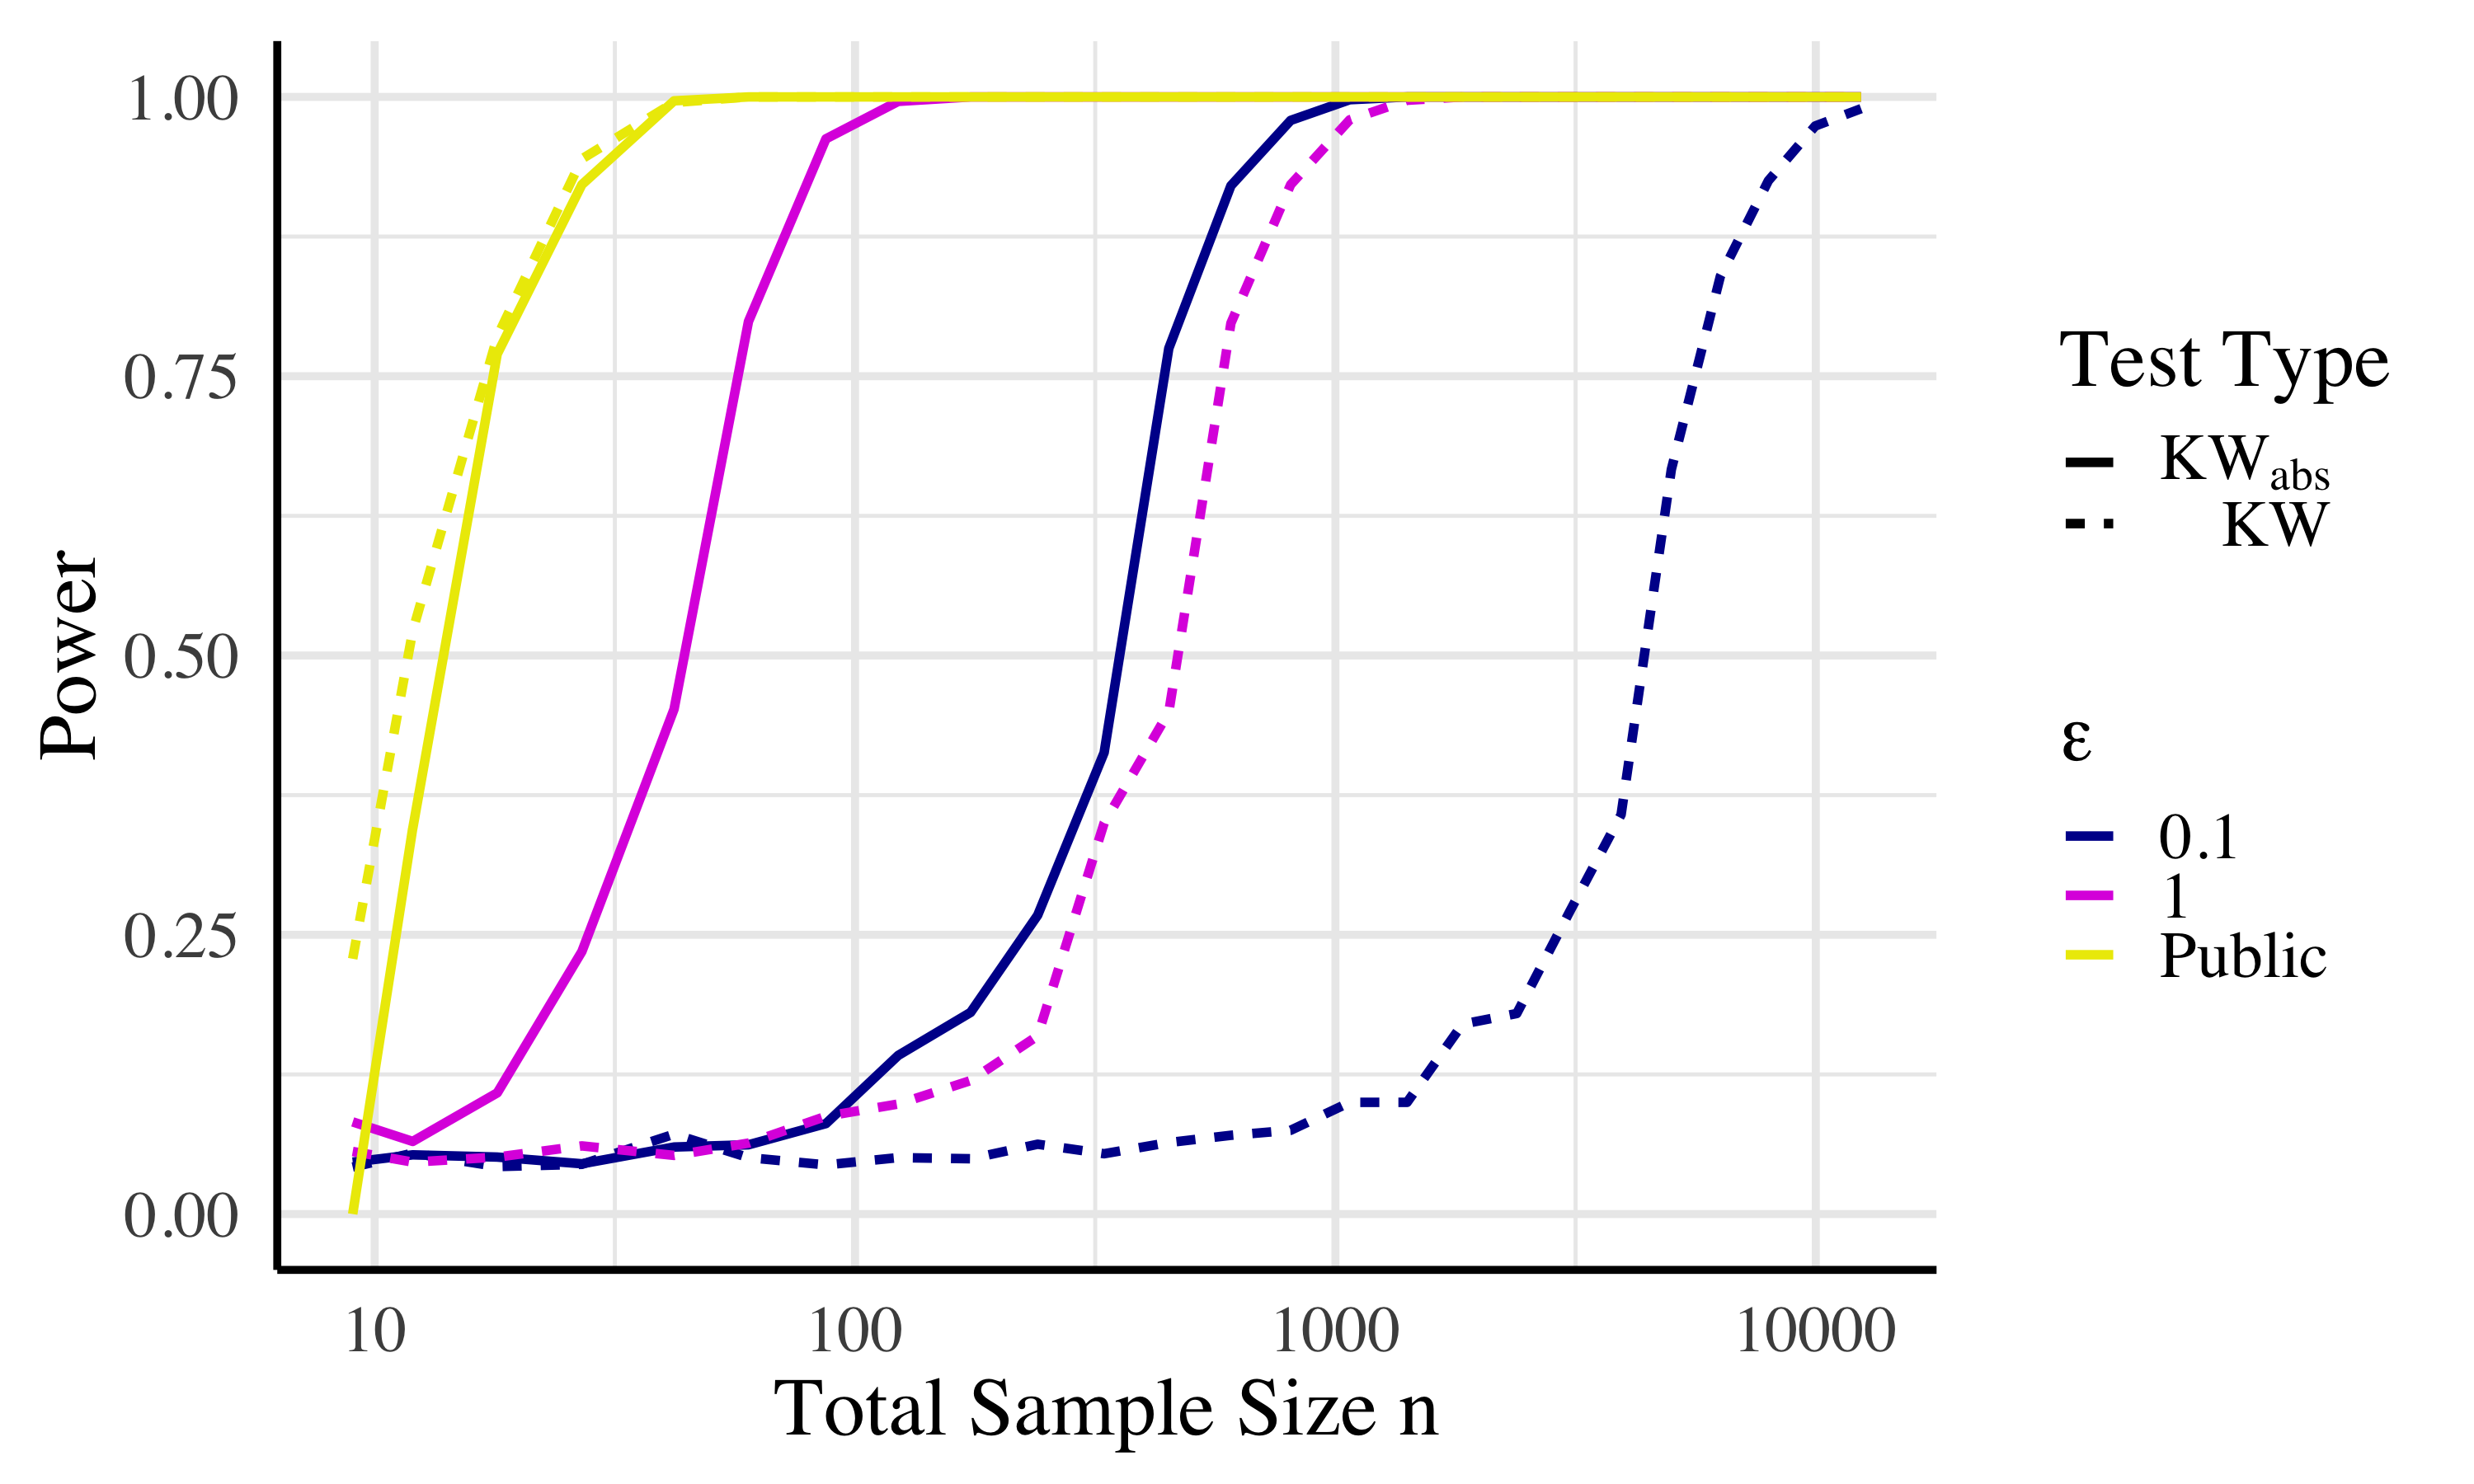 1.00
0.75
0.50
0.25
0.00
Power
10 100 1000 10000
Total Sample Size n
Test Type
KWabs
KW
ε
0.1
1
Public